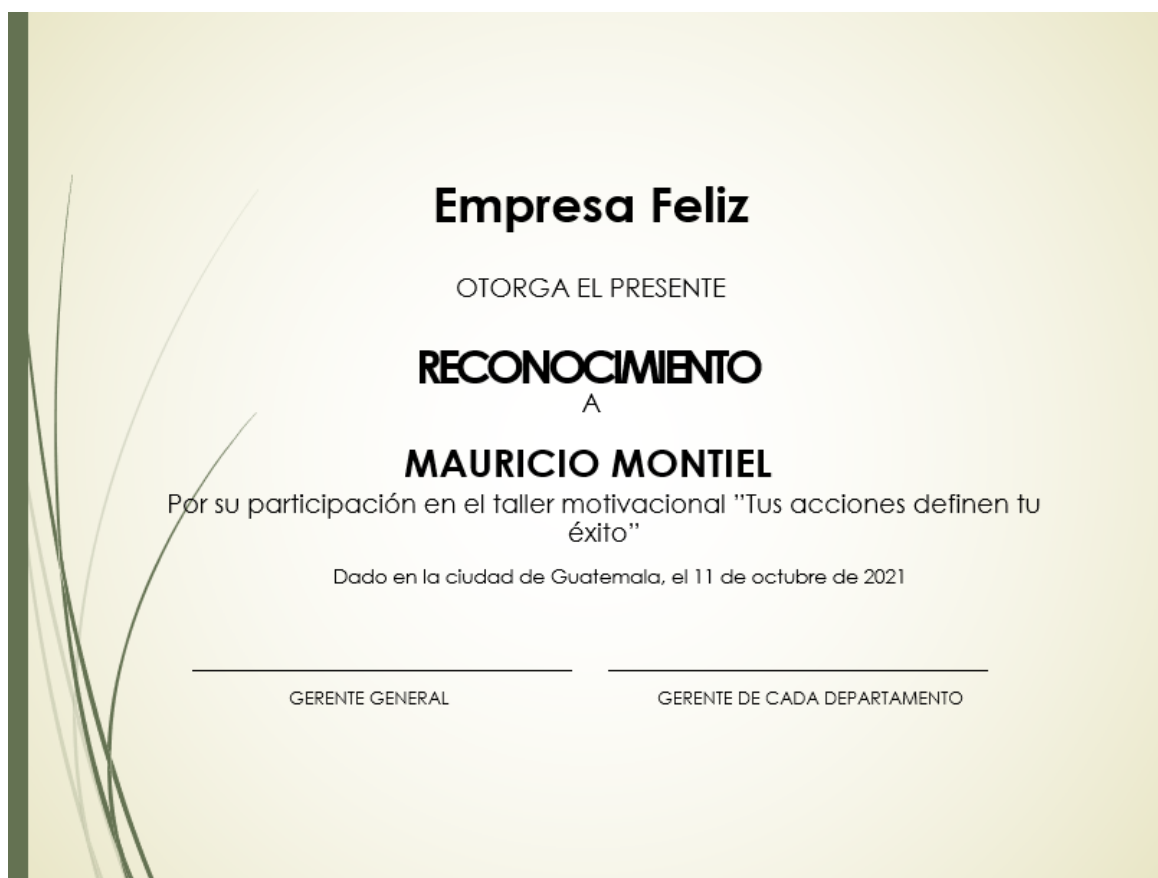 Empresa Feliz
OTORGA EL PRESENTE
RECONOCIMIENTO
A
MAURICIO MONTIEL
Por su participación en el taller motivacional ”Tus acciones definen tu
éxito”
Dado en la ciudad de Guatemala, el 11 de octubre de 2021
GERENTE GENERAL
GERENTE DE CADA DEPARTAMENTO